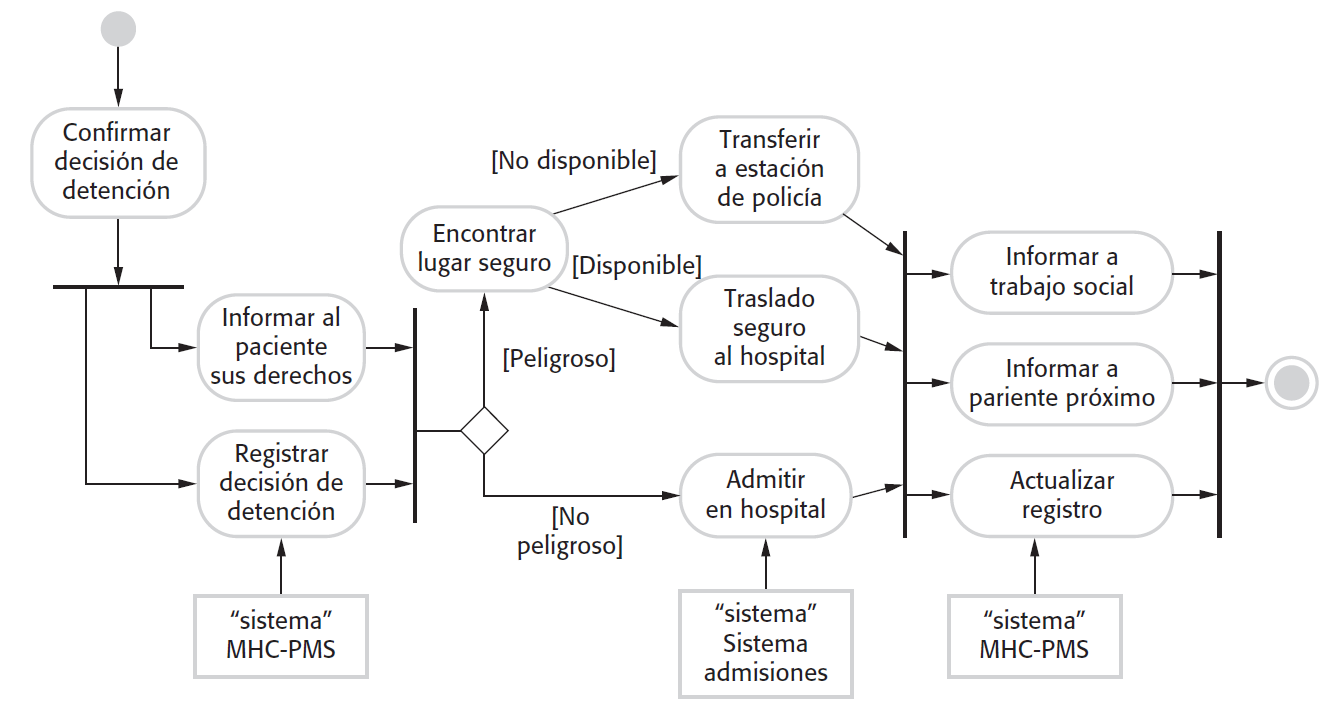 Confirmar
decisión de
detención
Informar al
paciente
sus derechos
Registrar
decisión de
detención
“sistema”
MHC-PMS
Encontrar
lugar seguro
[Peligroso]
[No
peligroso]
[No disponible]
[Disponible]
Transferir
a estación
de policía
Traslado
seguro
al hospital
Admitir
en hospital
“sistema”
Sistema
admisiones
Informar a
trabajo social
Informar a
pariente próximo
Actualizar
registro
“sistema”
MHC-PMS